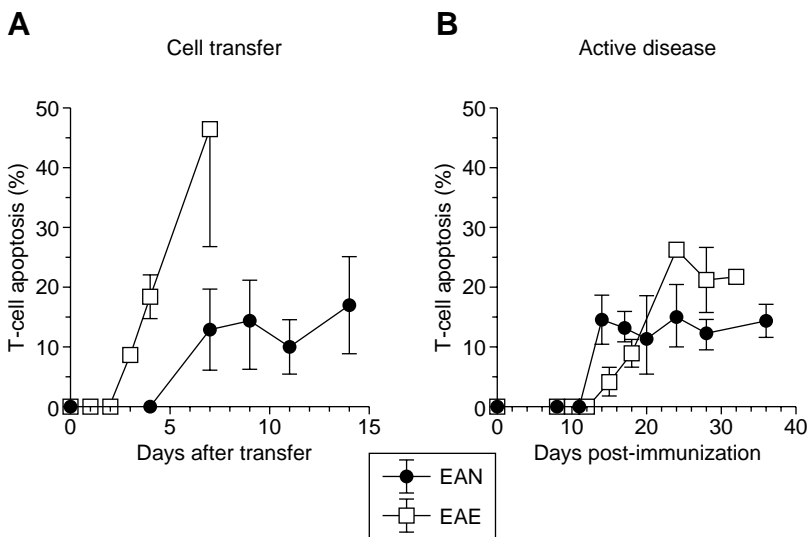 A
Cell transfer
T-cell apoptosis (%)
50
40
30
20
10
0
0
5
10
15
Days after transfer
B
Active disease
T-cell apoptosis (%)
50
40
30
20
10
0
0
10
20
30
40
Days post-immunization
EAN
EAE